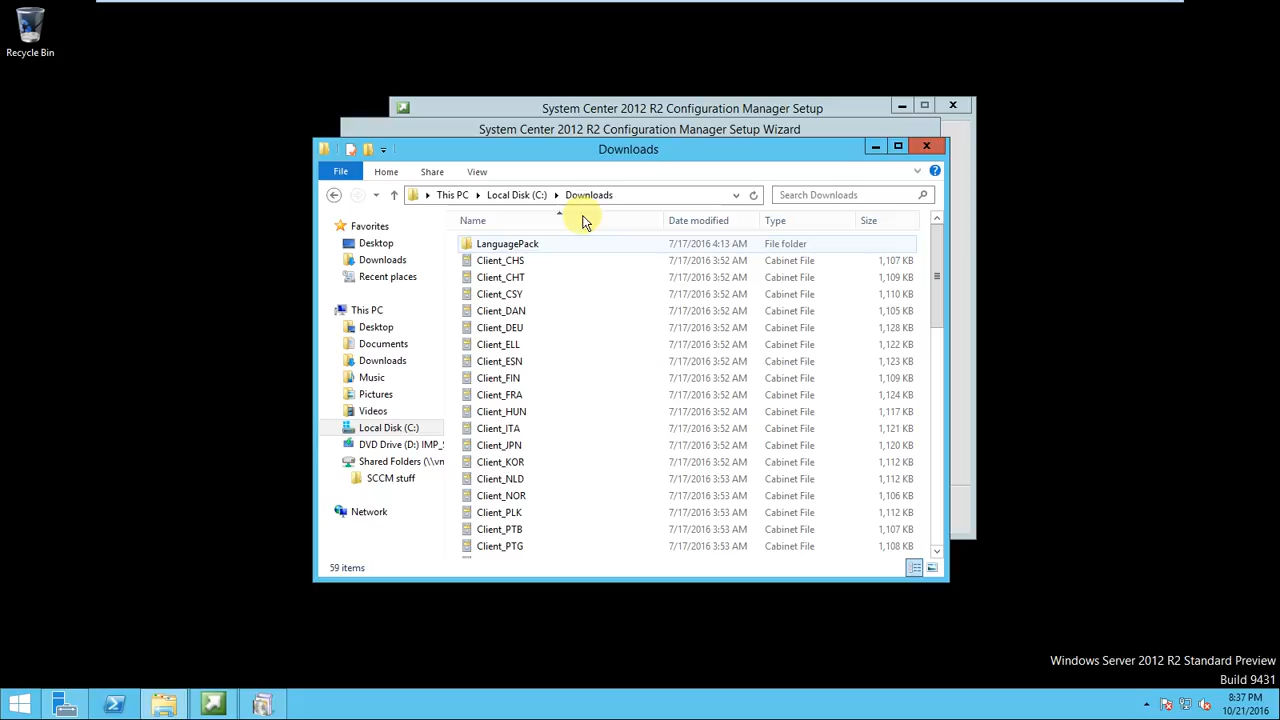 Recycle Bin
System Center 2012 R2 Configuration Manager Setup
System Center 2012 R2 Configuration Manager Setup Wizard
Downloads
File Home Share View
This PC Local Disk (C:) Downloads Search Downloads
Name Date modified Type Size
Favorites
Desktop
Downloads
Recent places
This PC
Desktop
Documents
Downloads
Music
Pictures
Videos
Local Disk (C:)
DVD Drive (D:) IMP_S
Shared Folders (\\vn
SCCM stuff
Network
LanguagePack 7/17/2016 4:13 AM File folder
Client_CHS 7/17/2016 3:52 AM Cabinet File 1,107 KB
Client_CHT 7/17/2016 3:52 AM Cabinet File 1,109 KB
Client_CSY 7/17/2016 3:52 AM Cabinet File 1,110 KB
Client_DAN 7/17/2016 3:52 AM Cabinet File 1,105 KB
Client_DEU 7/17/2016 3:52 AM Cabinet File 1,128 KB
Client_ELL 7/17/2016 3:52 AM Cabinet File 1,122 KB
Client_ESN 7/17/2016 3:52 AM Cabinet File 1,123 KB
Client_FIN 7/17/2016 3:52 AM Cabinet File 1,109 KB
Client_FRA 7/17/2016 3:52 AM Cabinet File 1,124 KB
Client_HUN 7/17/2016 3:52 AM Cabinet File 1,117 KB
Client_ITA 7/17/2016 3:52 AM Cabinet File 1,121 KB
Client_JPN 7/17/2016 3:52 AM Cabinet File 1,120 KB
Client_KOR 7/17/2016 3:52 AM Cabinet File 1,112 KB
Client_NLD 7/17/2016 3:53 AM Cabinet File 1,112 KB
Client_NOR 7/17/2016 3:53 AM Cabinet File 1,106 KB
Client_PLK 7/17/2016 3:53 AM Cabinet File 1,112 KB
Client_PTB 7/17/2016 3:53 AM Cabinet File 1,107 KB
Client_PTG 7/17/2016 3:53 AM Cabinet File 1,108 KB
59 items
Windows Server 2012 R2 Standard Preview
Build 9431
8:37 PM
10/21/2016